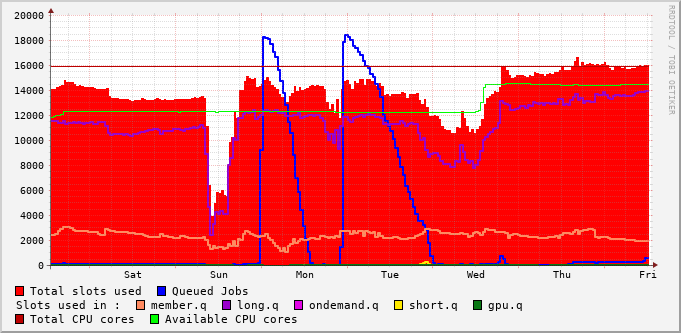 RRDTOOL / TOBI OETIKER
20000
18000
16000
14000
12000
10000
8000
6000
4000
2000
0
Sat Sun Mon Tue Wed Thu Fri
Total slots used Queued Jobs
Slots used in : member.q long.q ondemand.q short.q gpu.q
Total CPU cores Available CPU cores